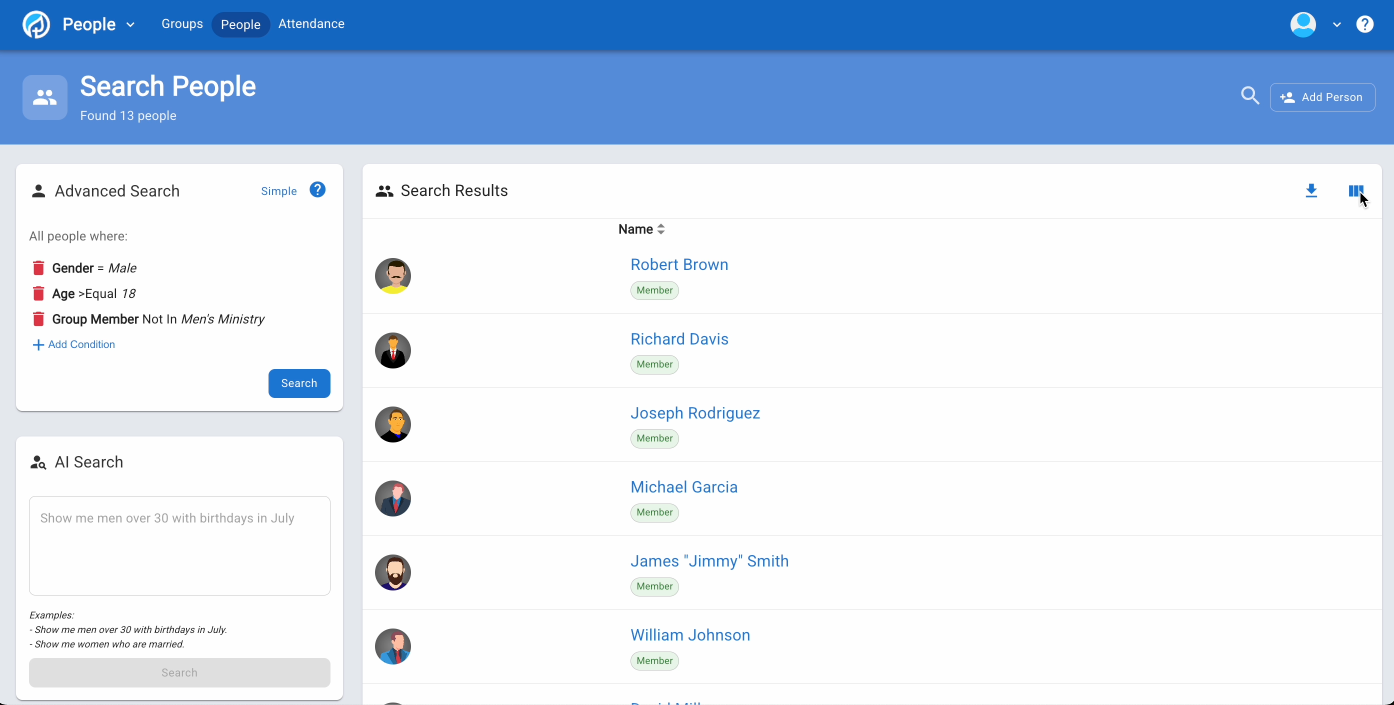 People Groups People Attendance
Search People
Found 13 people
Add Person
Advanced Search Simple
All people where:
Gender = Male
Age >Equal 18
Group Member Not In Men's Ministry
Add Condition
Search
AI Search
Show me men over 30 with birthdays in July
Examples:
- Show me men over 30 with birthdays in July.
- Show me women who are married.
Search
Search Results
Name
Robert Brown
Member
Richard Davis
Member
Joseph Rodriguez
Member
Michael Garcia
Member
James "Jimmy" Smith
Member
William Johnson
Member